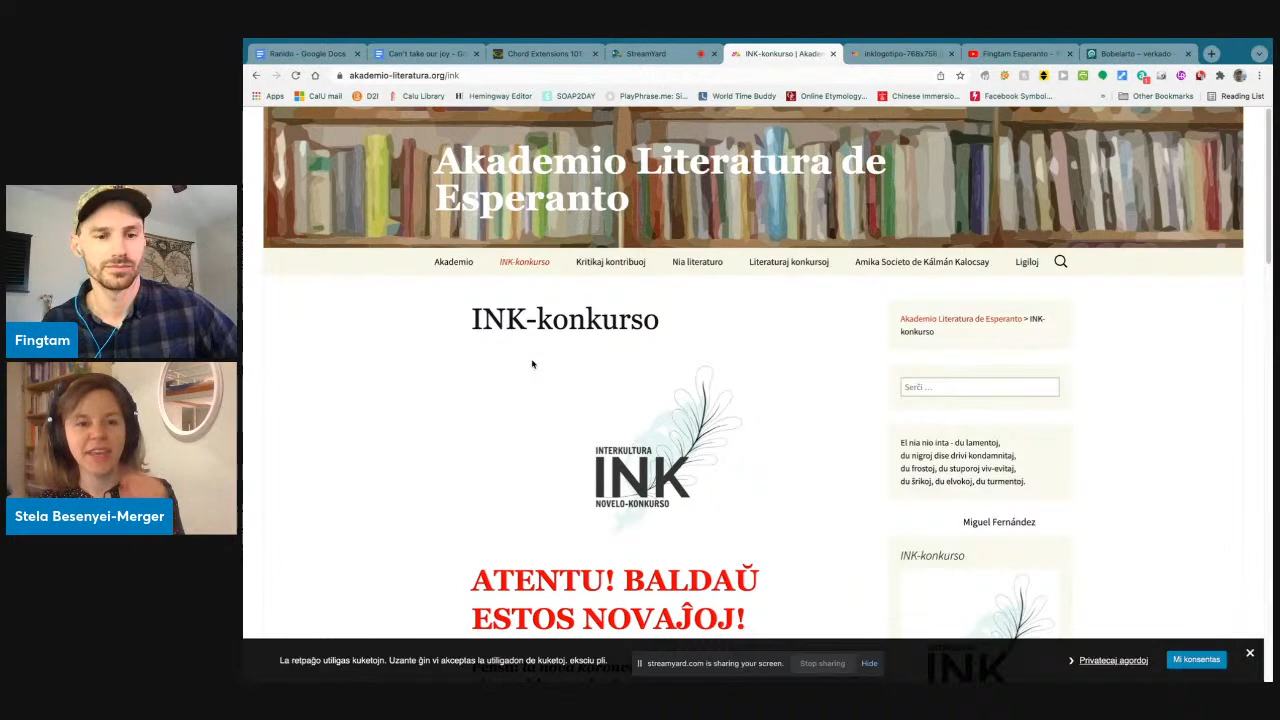 Ranido - Google Docs
Can't take our joy - G
Chord Extensions 101
StreamYard
INK-konkurso | Akade
inklogotipo-768x756
Fingtam Esperanto -
Bobelarto – verkado
akademio-literatura.org/ink
Apps
CalU mail
D2l
Calu Library
Hemingway Editor
SOAP2DAY
PlayPhrase.me: Si...
World Time Buddy
Online Etymology...
Chinese Immersio...
Facebook Symbol...
»
Other Bookmarks
Reading List
Akademio Literatura de
Esperanto
Akademio
INK-konkurso
Kritikaj kontribuoj
Nia literaturo
Literaturaj konkursoj
Amika Societo de Kálmán Kalocsay
Ligiloj
INK-konkurso
INTERKULTURA
INK
NOVELO-KONKURSO
ATENTU! BALDAŬ
ESTOS NOVAĴOJ!
Akademio Literatura de Esperanto > INK-
konkurso
Serĉi …
El nia nio inta - du lamentoj,
du nigroj dise drivi kondamnitaj,
du frostoj, du stuporoj viv-evitaj,
du ŝrikoj, du elvokoj, du turmentoj.
Miguel Fernández
INK-konkurso
INK
Fingtam
Stela Besenyei-Merger
La retpaĝo utiligas kuketojn. Uzante ĝin vi akceptas la utiligadon de kuketoj. eksciu pli.
streamyard.com is sharing your screen.
Stop sharing
Hide
Privatecaj agordoj
Mi konsentas